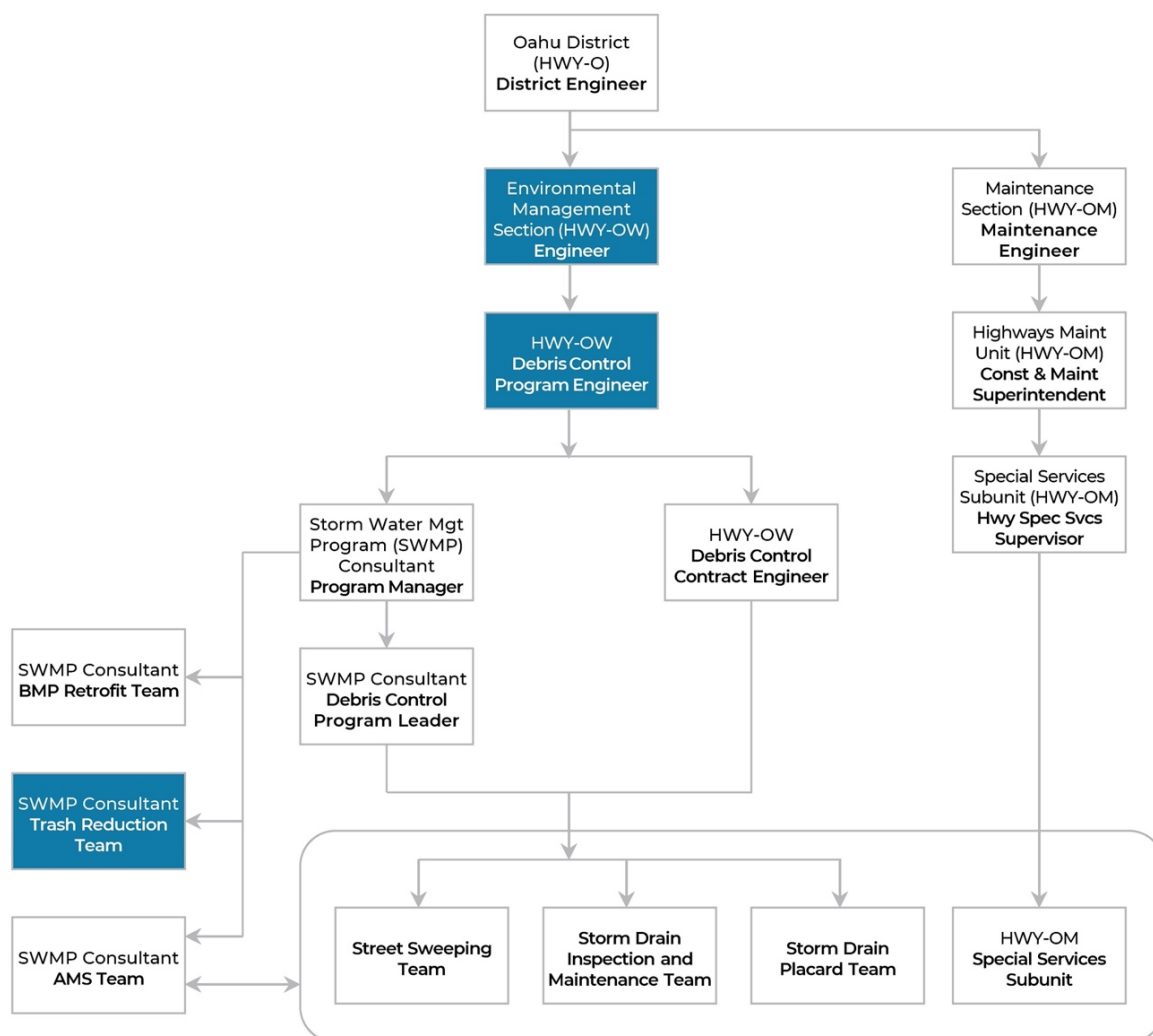 Oahu District
(HWY-O)
District Engineer
Environmental
Management
Section (HWY-OW)
Engineer
Maintenance
Section (HWY-OM)
Maintenance
Engineer
HWY-OW
Debris Control
Program Engineer
Highways Maint
Unit (HWY-OM)
Const & Maint
Superintendent
Storm Water Mgt
Program (SWMP)
Consultant
Program Manager
HWY-OW
Debris Control
Contract Engineer
Special Services
Subunit (HWY-OM)
Hwy Spec Svcs
Supervisor
SWMP Consultant
BMP Retrofit Team
SWMP Consultant
Debris Control
Program Leader
SWMP Consultant
Trash Reduction
Team
SWMP Consultant
AMS Team
Street Sweeping
Team
Storm Drain
Inspection and
Maintenance Team
Storm Drain
Placard Team
HWY-OM
Special Services
Subunit